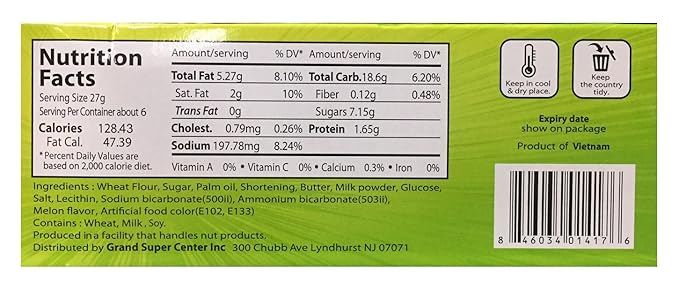 Nutrition
Facts
Serving Size 27g
Serving Per Container about 6
Calories 128.43
Fat Cal. 47.39
*Percent Daily Values are
based on 2,000 calorie diet.
Amount/serving % DV* Amount/serving % DV*
Total Fat 5.27g 8.10% Total Carb. 18.6g 6.20%
Sat. Fat 2g 10% Fiber 0.12g 0.48%
Trans Fat 0g Sugars 7.15g
Cholest. 0.79mg 0.26% Protein 1.65g
Sodium 197.78mg 8.24%
Vitamin A 0% • Vitamin C 0% • Calcium 0.3% • Iron 0%
Ingredients : Wheat Flour, Sugar, Palm oil, Shortening, Butter, Milk powder, Glucose,
Salt, Lecithin, Sodium bicarbonate(500ii), Ammonium bicarbonate(503ii),
Melon flavor, Artificial food color(E102, E133)
Contains : Wheat, Milk, Soy.
Produced in a facility that handles nut products.
Distributed by Grand Super Center Inc 300 Chubb Ave Lyndhurst NJ 07071
Keep in cool
& dry place.
Keep
the country
tidy.
Expiry date
show on package
Product of Vietnam
8 46034 01417 6